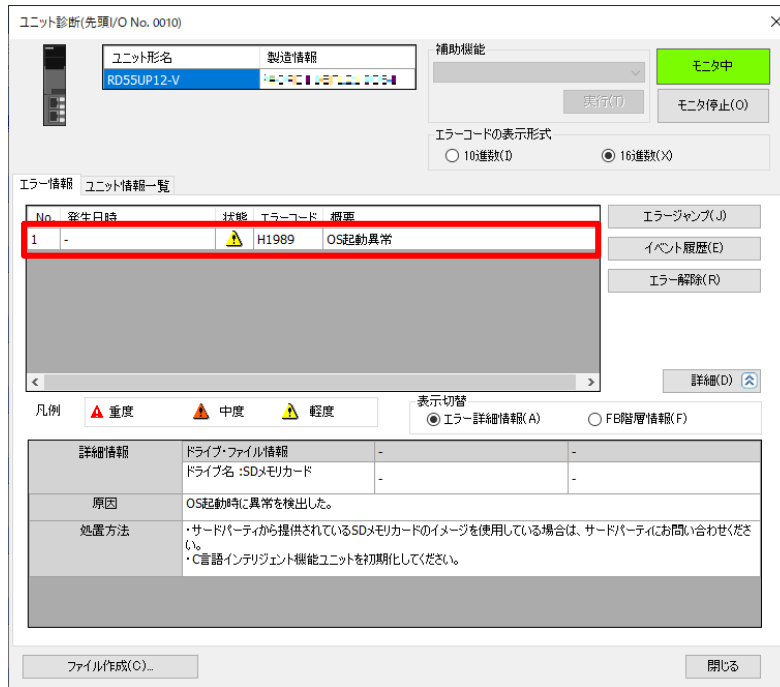 ユニット診断(先頭I/O No. 0010)
ユニット形名 製造情報
RD55UP12-V
補助機能
モニタ中
実行(T)
モニタ停止(O)
エラーコードの表示形式
10進数(I)
16進数(X)
エラー情報 ユニット情報一覧
No. 発生日時 状態 エラーコード 概要
1 - H1989 OS起動異常
エラージャンプ(J)
イベント履歴(E)
エラー解除(R)
詳細(D)
凡例 重度 中度 軽度
表示切替
エラー詳細情報(A) FB階層情報(F)
詳細情報 ドライブ・ファイル情報 - -
ドライブ名 :SDメモリカード - -
原因 OS起動時に異常を検出した。
処置方法 ・サードパーティから提供されているSDメモリカードのイメージを使用している場合は、サードパーティにお問い合わせくださ
い。
・C言語インテリジェント機能ユニットを初期化してください。
ファイル作成(C)... 閉じる